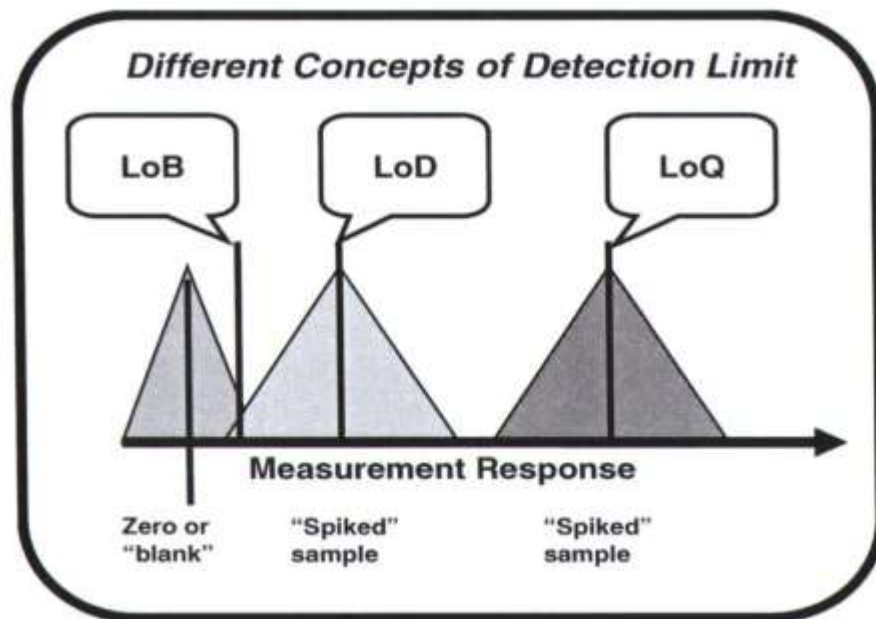 Different Concepts of Detection Limit
LoB
LoD
LoQ
Measurement Response
Zero or
"blank"
"Spiked"
sample
"Spiked"
sample